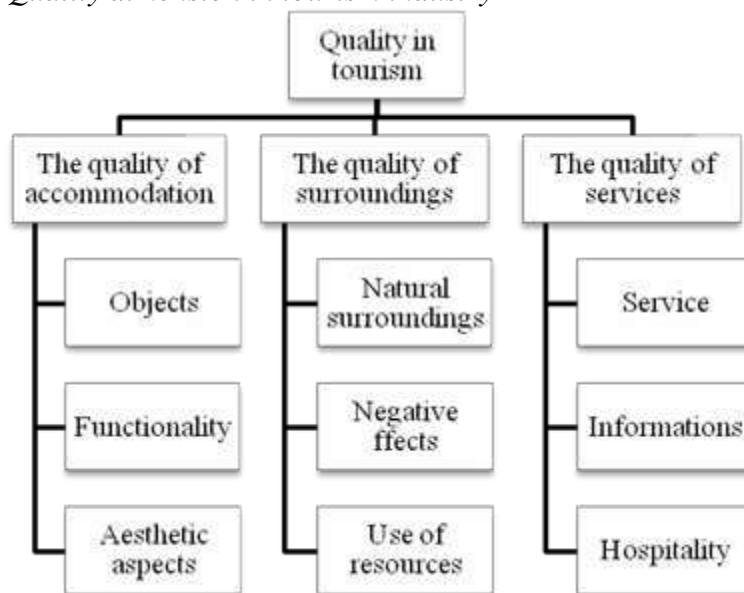 Quality in
tourism
The quality of
accommodation
Objects
Functionality
Aesthetic
aspects
The quality of
surroundings
Natural
surroundings
Negative
ffects
Use of
resources
The quality of
services
Service
Informations
Hospitality